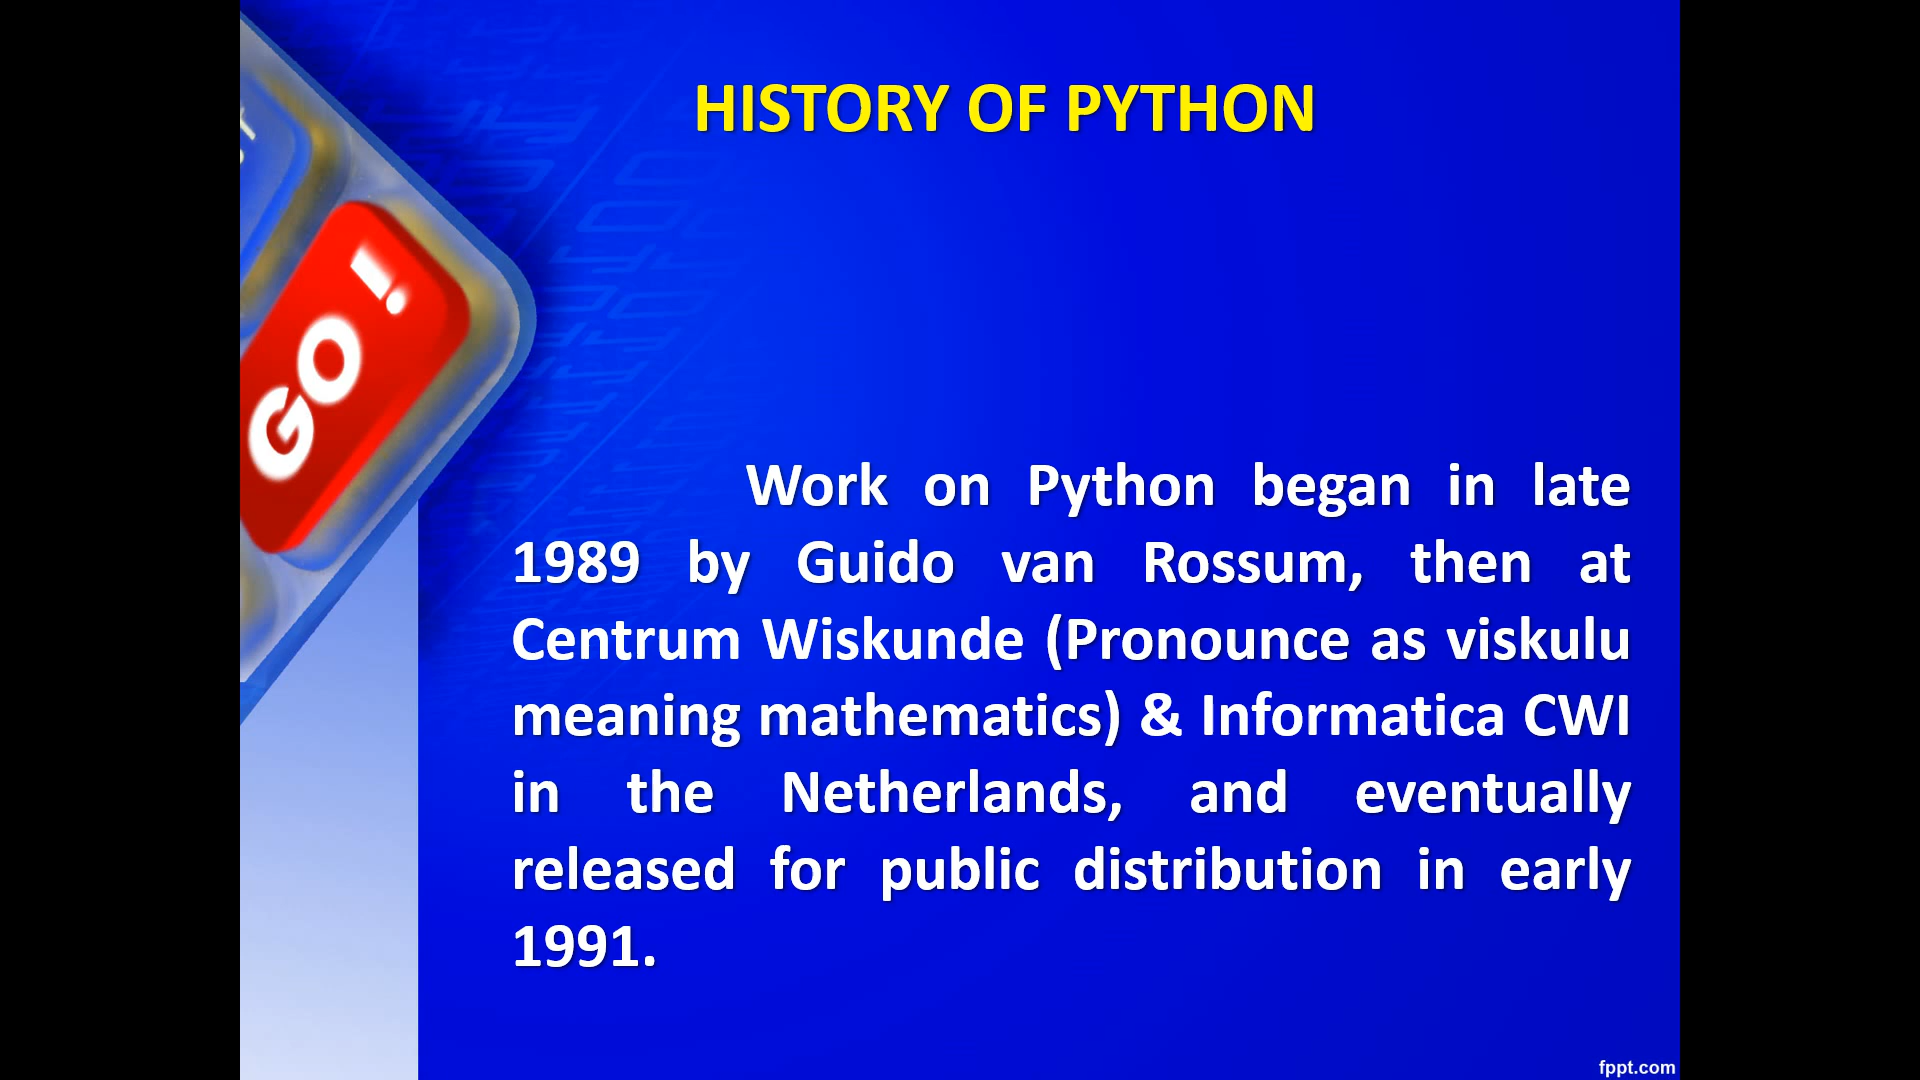 HISTORY OF PYTHON
GO !
Work on Python began in late
1989 by Guido van Rossum, then at
Centrum Wiskunde (Pronounce as viskulu
meaning mathematics) & Informatica CWI
in the Netherlands, and eventually
released for public distribution in early
1991.
fppt.com